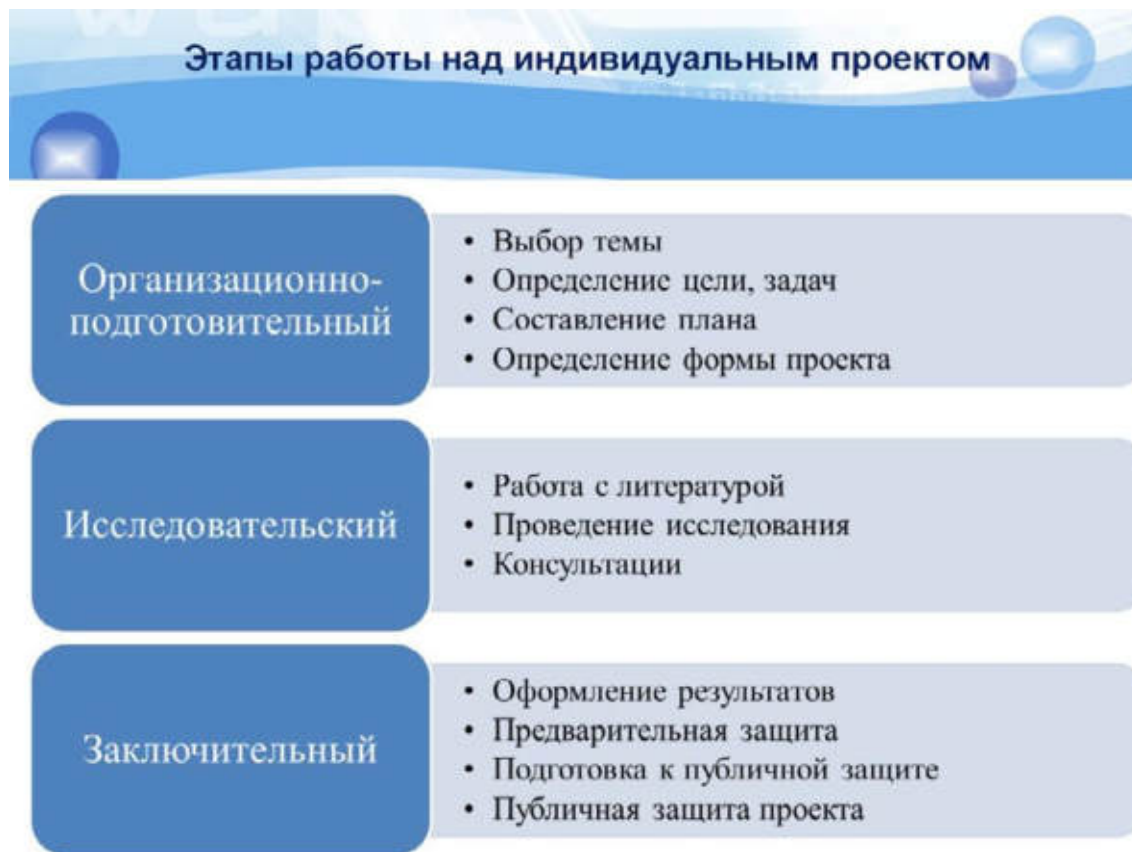 Этапы работы над индивидуальным проектом
Организационно-
подготовительный
• Выбор темы
• Определение цели, задач
• Составление плана
• Определение формы проекта
Исследовательский
• Работа с литературой
• Проведение исследования
• Консультации
Заключительный
• Оформление результатов
• Предварительная защита
• Подготовка к публичной защите
• Публичная защита проекта